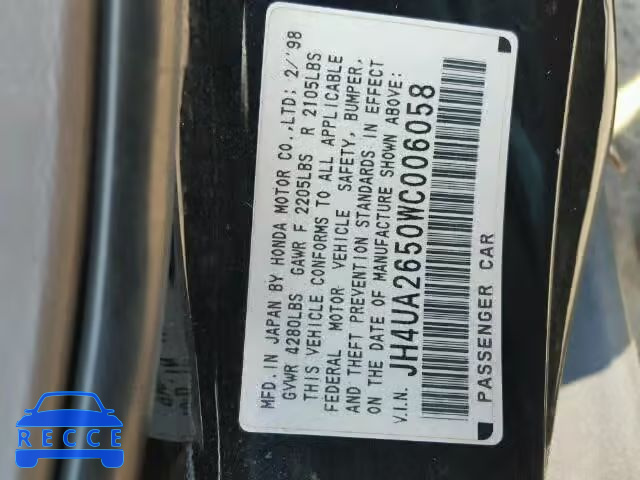 MFD. IN JAPAN BY HONDA MOTOR CO.,LTD: 2/'98
GVWR 4280LBS GAWR F 2205LBS R 2105LBS
THIS VEHICLE CONFORMS TO ALL APPLICABLE
FEDERAL MOTOR VEHICLE SAFETY, BUMPER,
AND THEFT PREVENTION STANDARDS IN EFFECT
ON THE DATE OF MANUFACTURE SHOWN ABOVE:
V.I.N. JH4UA2650WC006058
PASSENGER CAR
RECCE